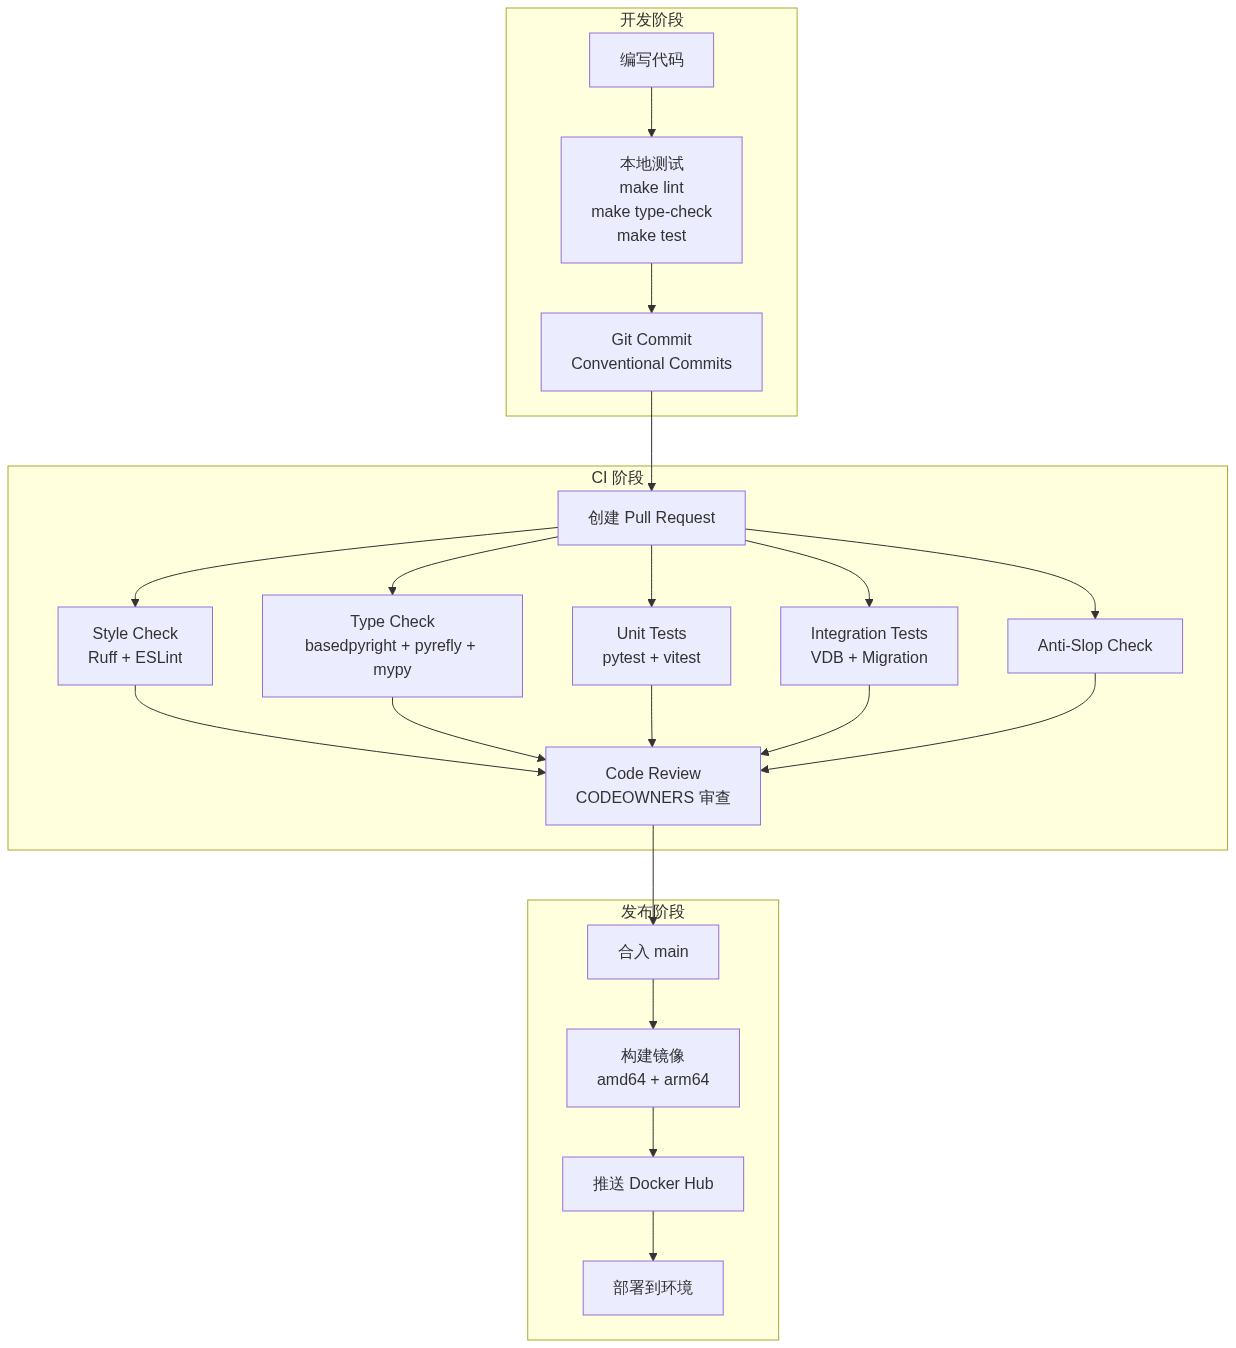 开发阶段
编写代码
本地测试
make lint
make type-check
make test
Git Commit
Conventional Commits
CI 阶段
创建 Pull Request
Style Check
Ruff + ESLint
Type Check
basedpyright + pyrefly +
mypy
Unit Tests
pytest + vitest
Integration Tests
VDB + Migration
Anti-Slop Check
Code Review
CODEOWNERS 审查
发布阶段
合入 main
构建镜像
amd64 + arm64
推送 Docker Hub
部署到环境